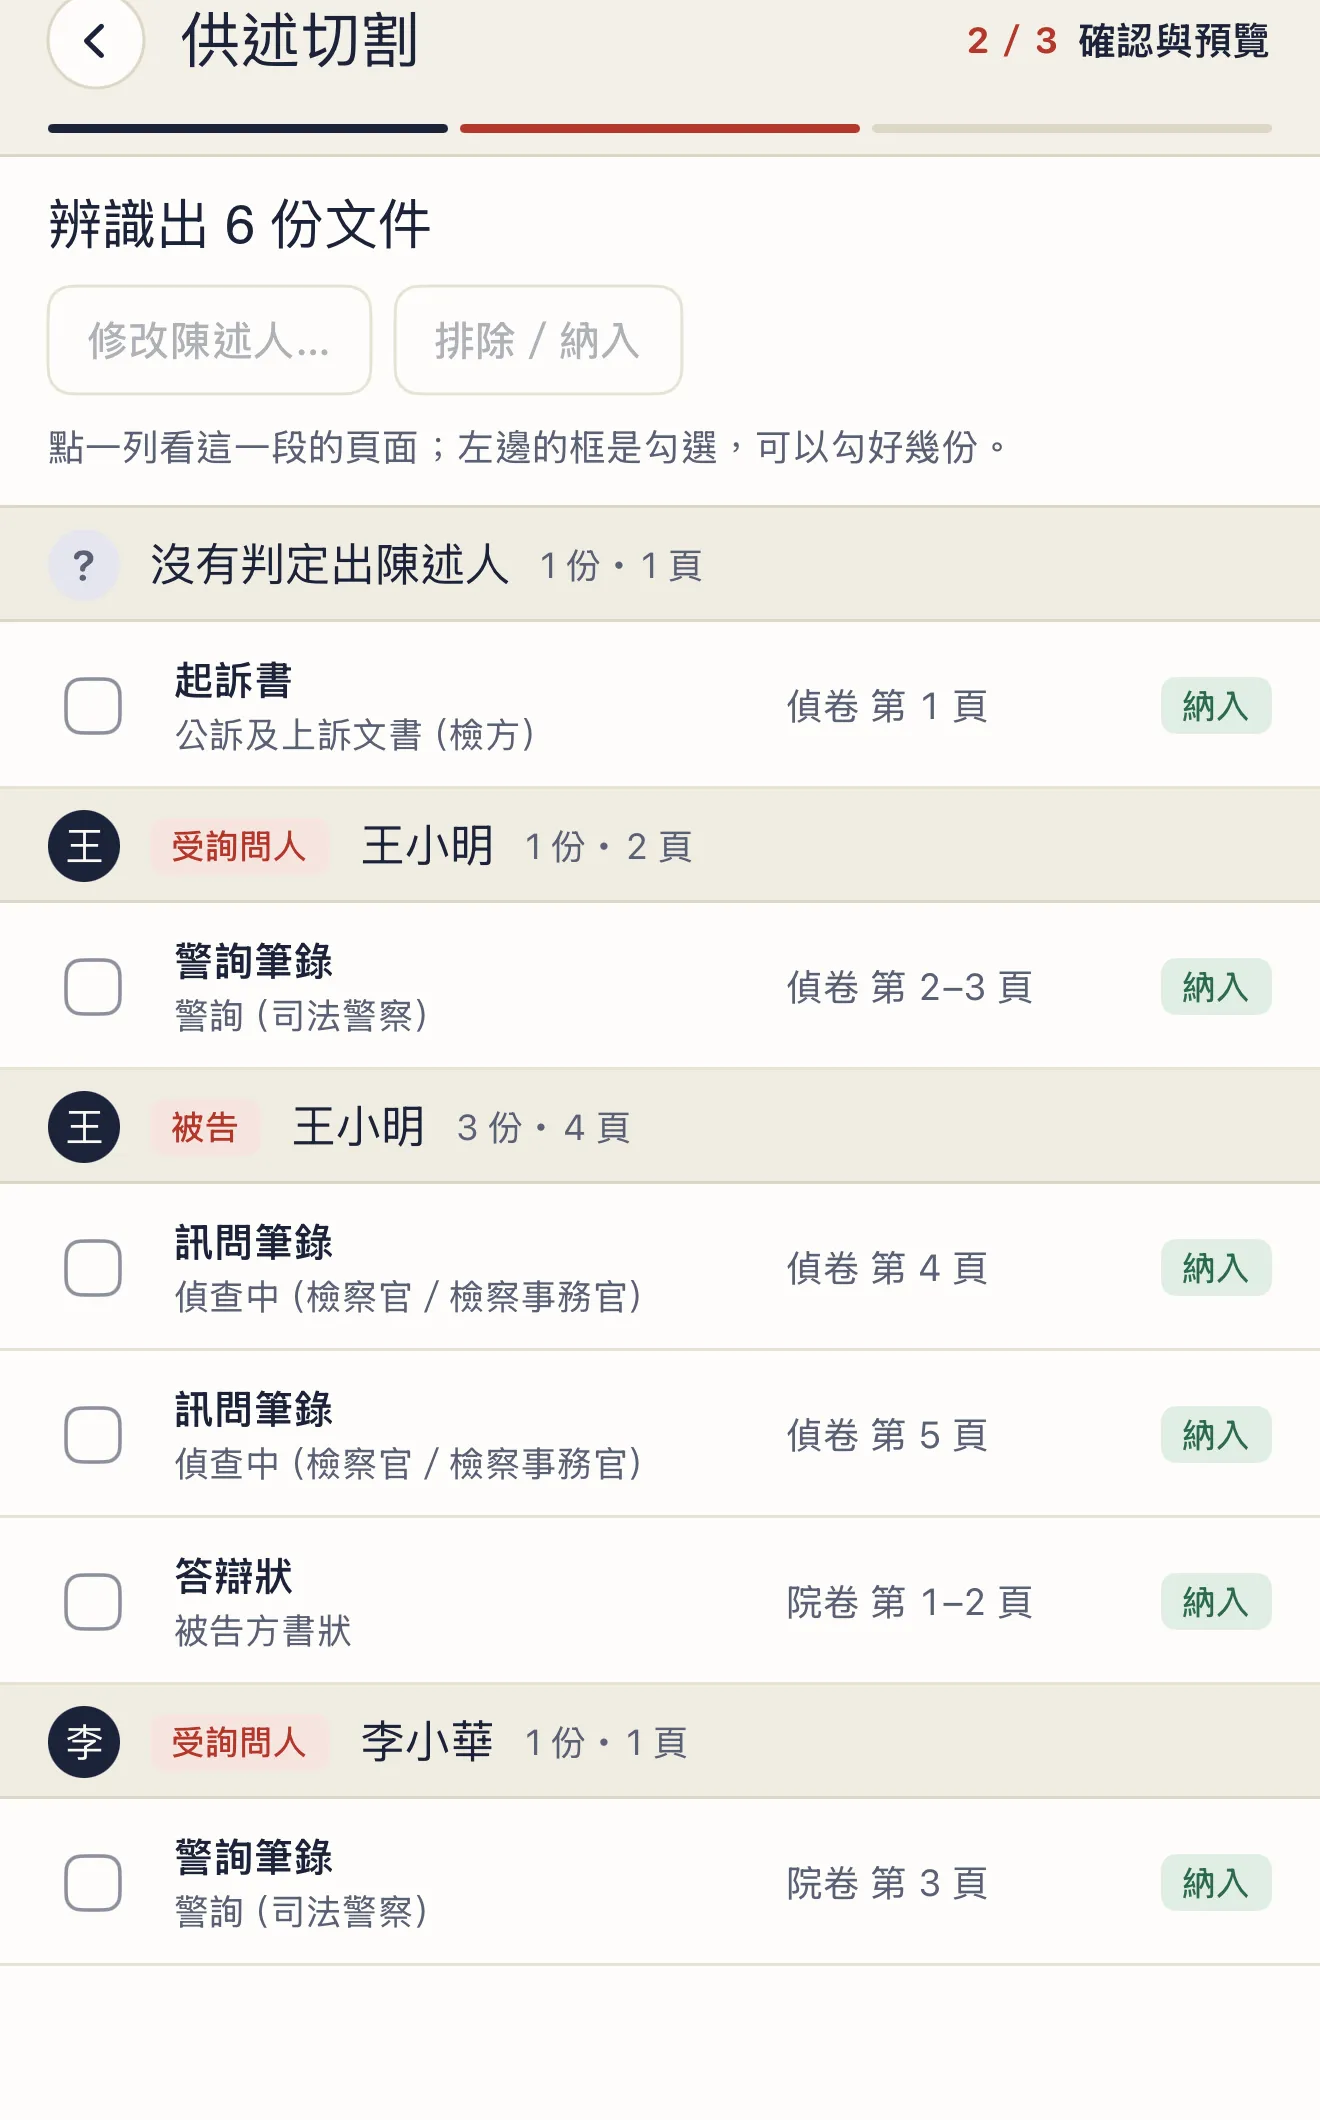 供述切割
2 / 3 確認與預覽
辨識出 6 份文件
修改陳述人...
排除 / 納入
點一列看這一段的頁面；左邊的框是勾選，可以勾好幾份。
? 沒有判定出陳述人 1 份・1 頁
起訴書
公訴及上訴文書 (檢方)
偵卷 第 1 頁
納入
王 受詢問人 王小明 1 份・2 頁
警詢筆錄
警詢 (司法警察)
偵卷 第 2–3 頁
納入
王 被告 王小明 3 份・4 頁
訊問筆錄
偵查中 (檢察官 / 檢察事務官)
偵卷 第 4 頁
納入
訊問筆錄
偵查中 (檢察官 / 檢察事務官)
偵卷 第 5 頁
納入
答辯狀
被告方書狀
院卷 第 1–2 頁
納入
李 受詢問人 李小華 1 份・1 頁
警詢筆錄
警詢 (司法警察)
院卷 第 3 頁
納入